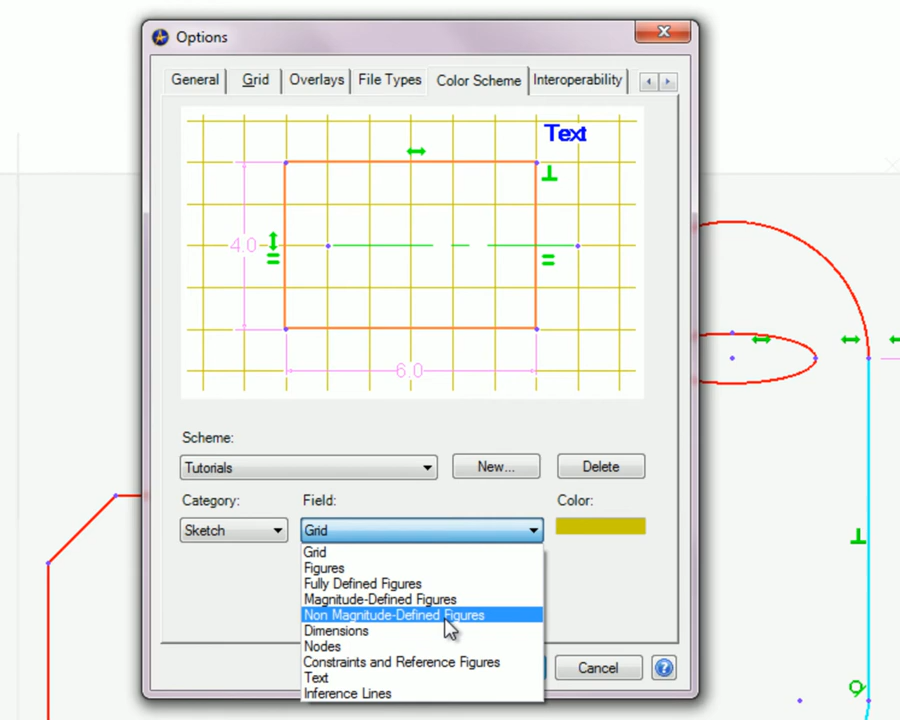 Options
General Grid Overlays File Types Color Scheme Interoperability
Text
4.0
6.0
Scheme:
Tutorials New... Delete
Category: Field: Color:
Sketch Grid
Grid
Figures
Fully Defined Figures
Magnitude-Defined Figures
Non Magnitude-Defined Figures
Dimensions
Nodes
Constraints and Reference Figures
Text
Inference Lines
Cancel